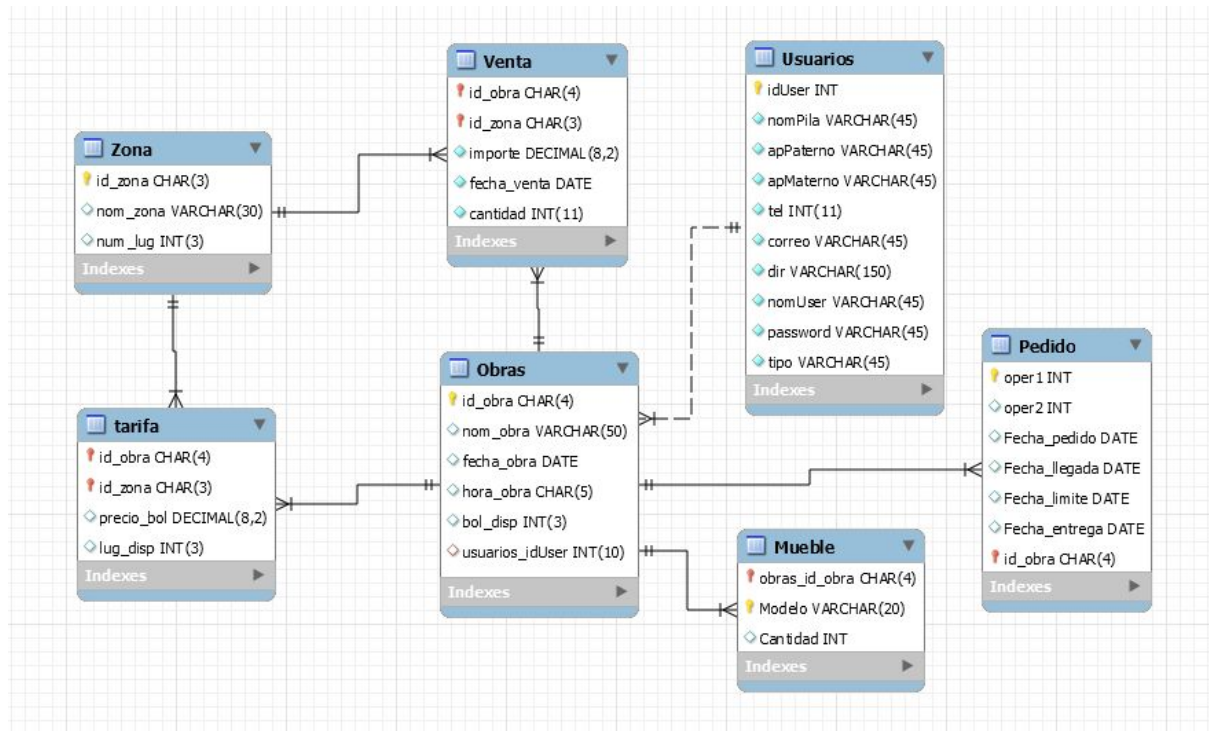 Venta
id_obra CHAR(4)
id_zona CHAR(3)
importe DECIMAL(8,2)
fecha_venta DATE
cantidad INT(11)
Indexes
Usuarios
idUser INT
nomPila VARCHAR(45)
apPaterno VARCHAR(45)
apMaterno VARCHAR(45)
tel INT(11)
correo VARCHAR(45)
dir VARCHAR(150)
nomUser VARCHAR(45)
password VARCHAR(45)
tipo VARCHAR(45)
Indexes
Zona
id_zona CHAR(3)
nom_zona VARCHAR(30)
num_lug INT(3)
Indexes
Obras
id_obra CHAR(4)
nom_obra VARCHAR(50)
fecha_obra DATE
hora_obra CHAR(5)
bol_disp INT(3)
usuarios_idUser INT(10)
Indexes
Pedido
oper1 INT
oper2 INT
Fecha_pedido DATE
Fecha_llegada DATE
Fecha_limite DATE
Fecha_entrega DATE
id_obra CHAR(4)
Indexes
tarifa
id_obra CHAR(4)
id_zona CHAR(3)
precio_bol DECIMAL(8,2)
lug_disp INT(3)
Indexes
Mueble
obras_id_obra CHAR(4)
Modelo VARCHAR(20)
Cantidad INT
Indexes